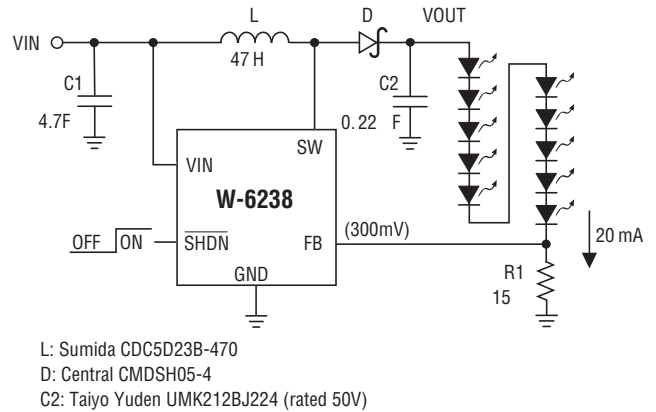 L D VOUT
VIN
47 H
C1 C2
4.7F 0.22 F
SW
VIN
W-6238
OFF ON SHDN FB (300mV) 20 mA
GND R1
15
L: Sumida CDC5D23B-470
D: Central CMDSH05-4
C2: Taiyo Yuden UMK212BJ224 (rated 50V)